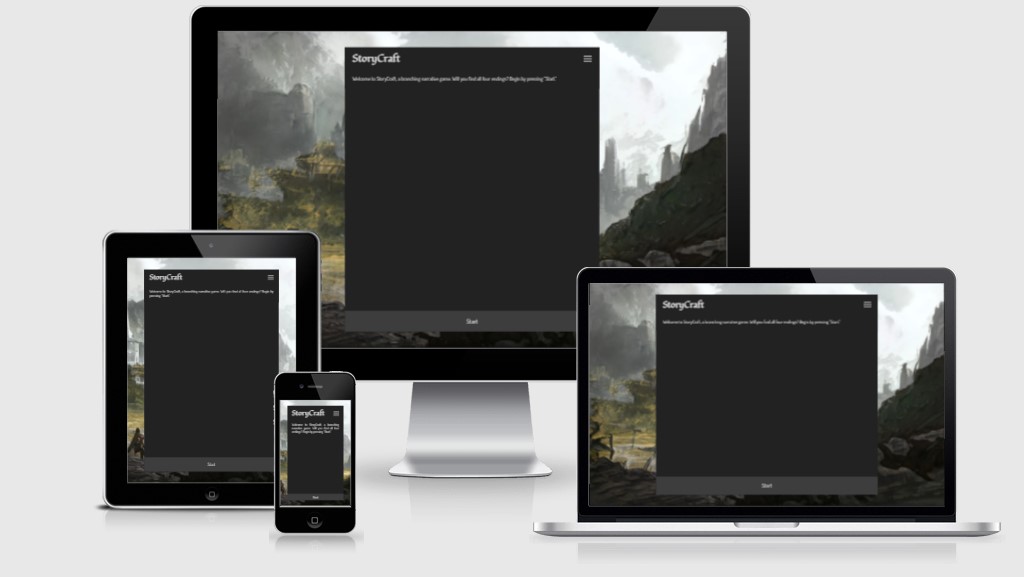 StoryCraft
Welcome to StoryCraft, a branching narrative game. Will you find all four endings? Begin by pressing "Start".
Start
StoryCraft
Welcome to StoryCraft, a branching narrative game. Will you find all four endings? Begin by
pressing "Start".
Start
StoryCraft
Welcome to StoryCraft, a branching
narrative game. Will you find all four
endings? Begin by pressing "Start".
Start
StoryCraft
Welcome to StoryCraft, a branching narrative game. Will you find all four endings? Begin by pressing "Start".
Start